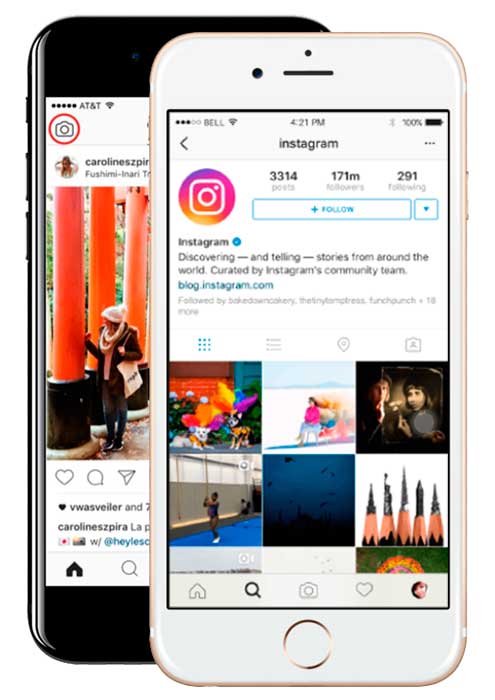 AT&T
carolineszpira
Fushimi-Inari Tr
vwasveiler and 7
carolineszpira La p
w/ @heylesc
BELL
4:21 PM
100%
instagram
3314
posts
171m
followers
291
following
+ FOLLOW
Instagram
Discovering — and telling — stories from around the
world. Curated by Instagram's community team.
blog.instagram.com
Followed by bakedowncakery, thetinytemptress, funchpunch + 18
more